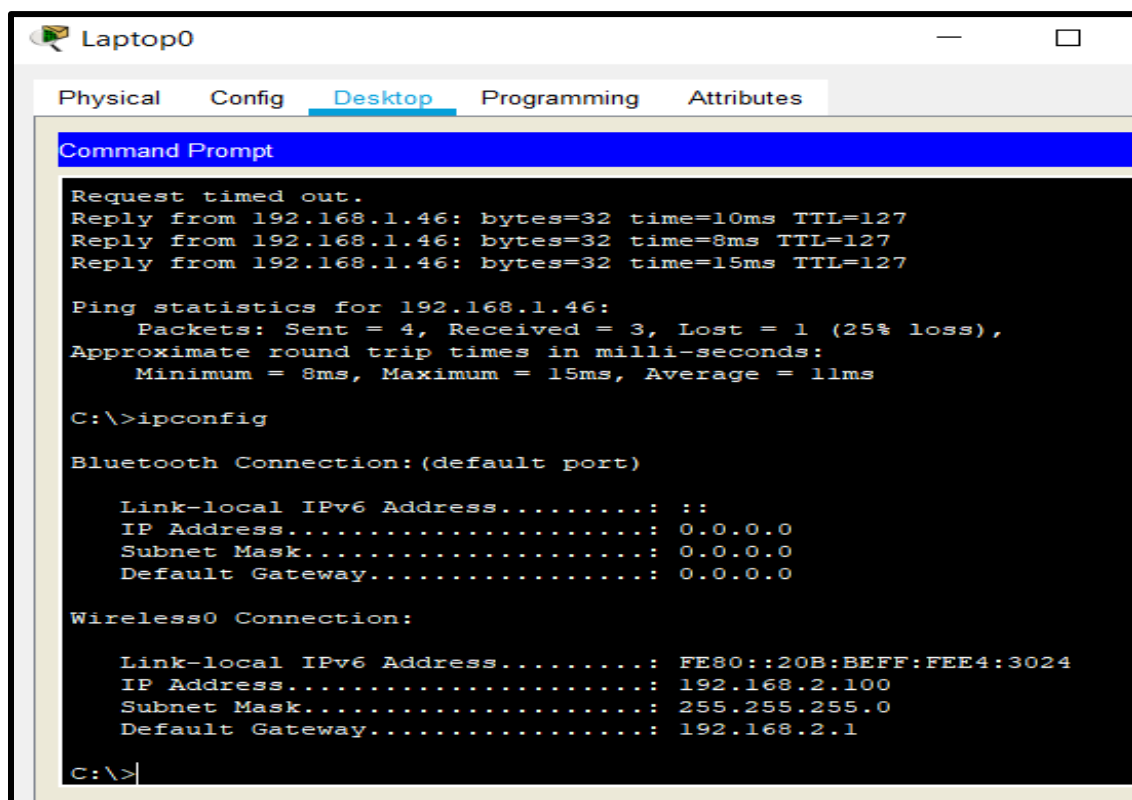 Laptop0
Physical Config Desktop Programming Attributes
Command Prompt
Request timed out.
Reply from 192.168.1.46: bytes=32 time=10ms TTL=127
Reply from 192.168.1.46: bytes=32 time=8ms TTL=127
Reply from 192.168.1.46: bytes=32 time=15ms TTL=127
Ping statistics for 192.168.1.46:
Packets: Sent = 4, Received = 3, Lost = 1 (25% loss),
Approximate round trip times in milli-seconds:
Minimum = 8ms, Maximum = 15ms, Average = 11ms
C:\>ipconfig
Bluetooth Connection:(default port)
Link-local IPv6 Address.........: ::
IP Address......................: 0.0.0.0
Subnet Mask.....................: 0.0.0.0
Default Gateway.................: 0.0.0.0
Wireless0 Connection:
Link-local IPv6 Address.........: FE80::20B:BEFF:FEE4:3024
IP Address......................: 192.168.2.100
Subnet Mask.....................: 255.255.255.0
Default Gateway.................: 192.168.2.1
C:\>